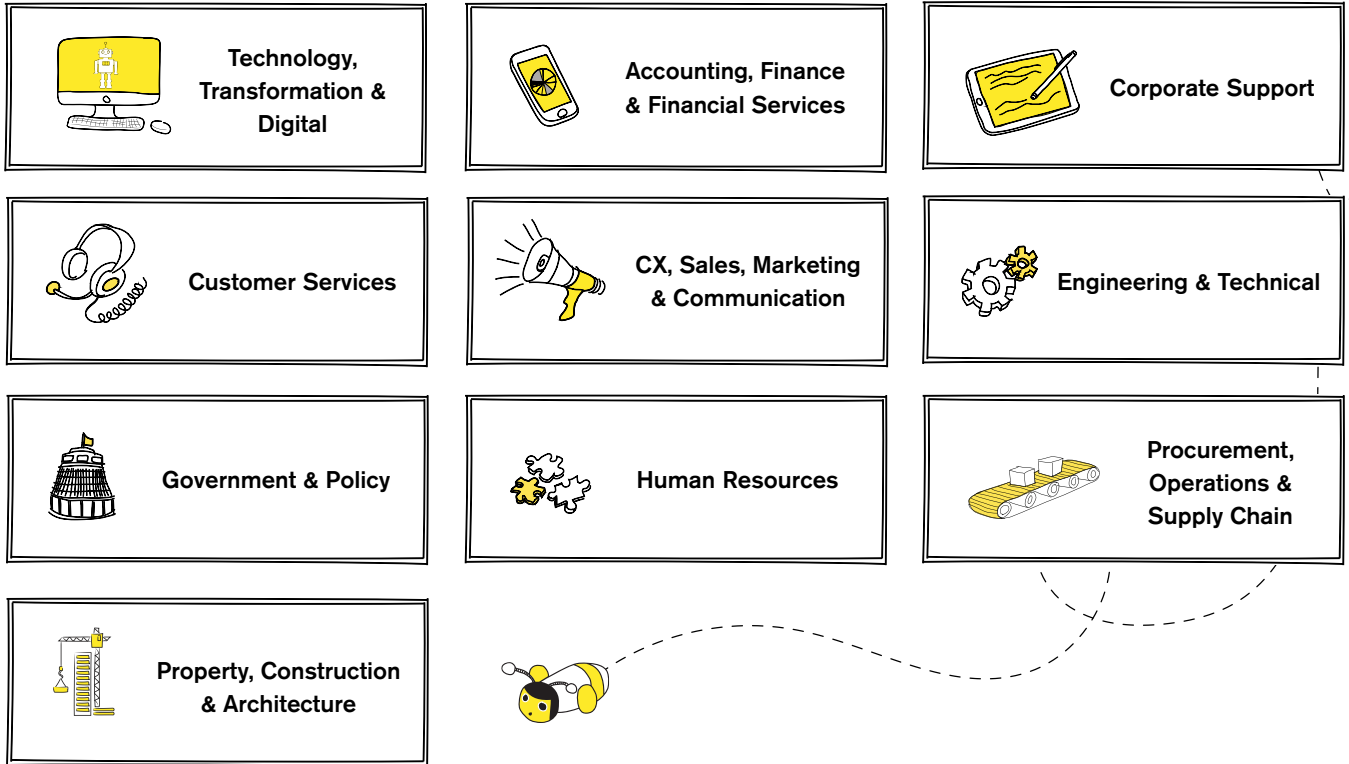 Technology,
Transformation &
Digital
Accounting, Finance
& Financial Services
Corporate Support
Customer Services
CX, Sales, Marketing
& Communication
Engineering & Technical
Government & Policy
Human Resources
Procurement,
Operations &
Supply Chain
Property, Construction
& Architecture